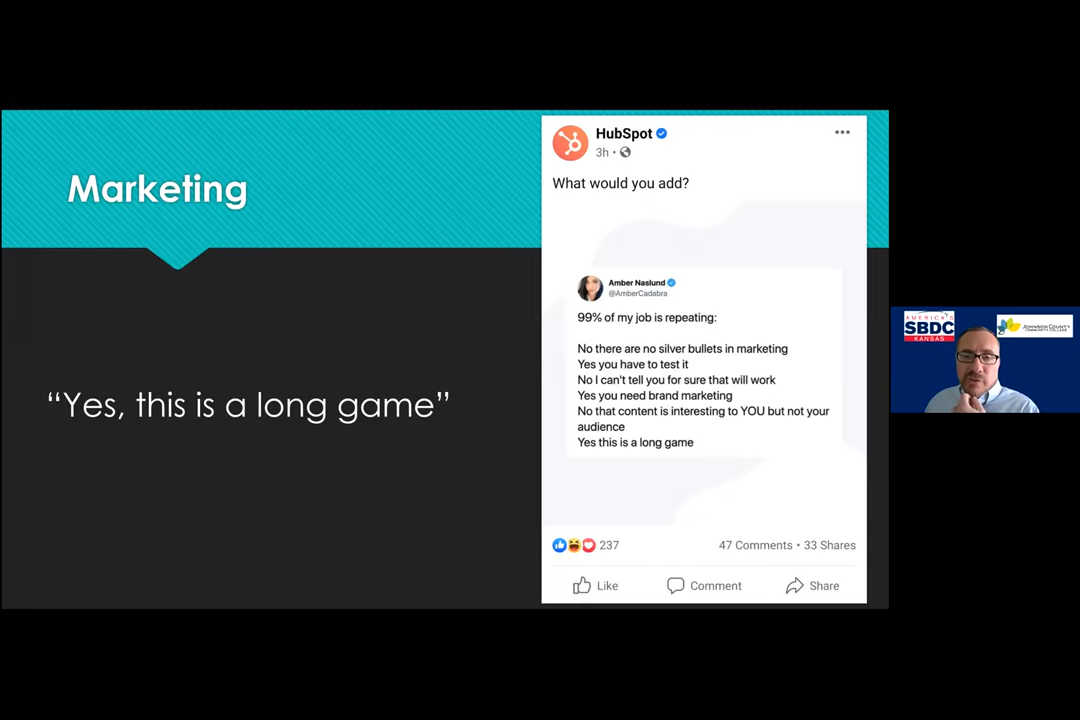 Marketing
“Yes, this is a long game”
HubSpot
3h
What would you add?
Amber Naslund
@AmberCadabra
99% of my job is repeating:
No there are no silver bullets in marketing
Yes you have to test it
No I can't tell you for sure that will work
Yes you need brand marketing
No that content is interesting to YOU but not your
audience
Yes this is a long game
237
47 Comments • 33 Shares
Like
Comment
Share
AMERICA'S
SBDC
KANSAS
JOHNSON COUNTY
COMMUNITY COLLEGE